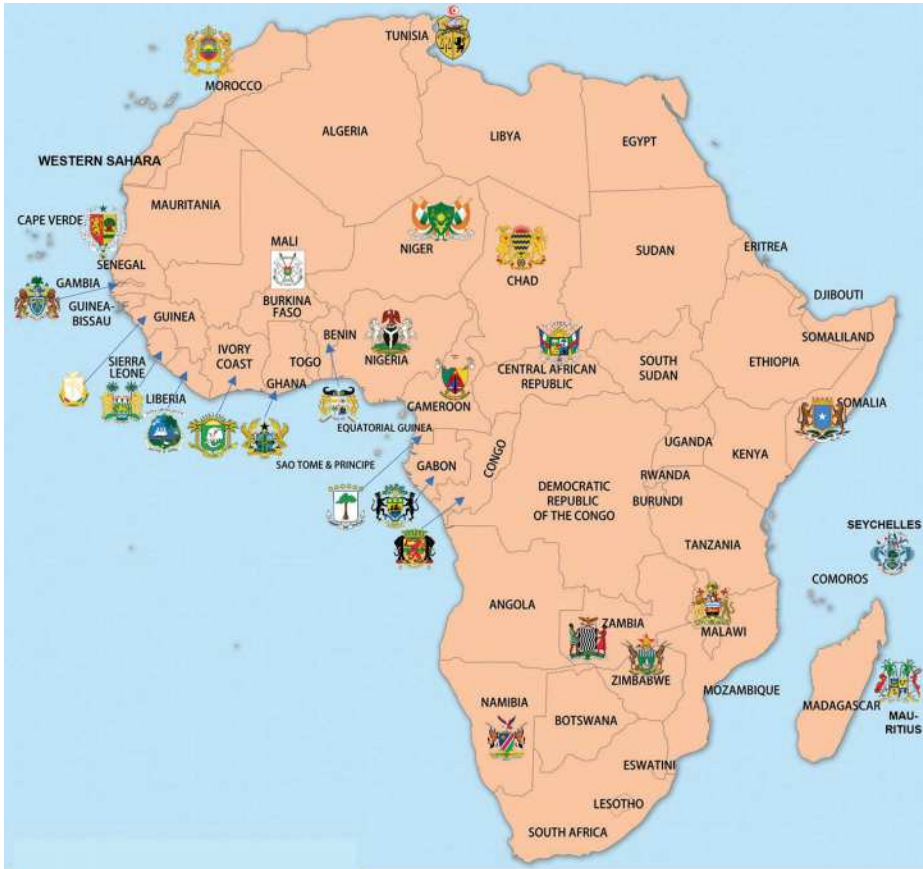 TUNISIA
MOROCCO
ALGERIA
LIBYA
EGYPT
WESTERN SAHARA
MAURITANIA
CAPE VERDE
MALI
NIGER
CHAD
SUDAN
ERITREA
SENEGAL
GAMBIA
GUINEA-
BISSAU
GUINEA
BURKINA
FASO
DJIBOUTI
SOMALILAND
BENIN
NIGERIA
IVORY
COAST
TOGO
SIERRA
LEONE
GHANA
LIBERIA
CENTRAL AFRICAN
REPUBLIC
SOUTH
SUDAN
ETHIOPIA
CAMEROON
SOMALIA
EQUATORIAL GUINEA
SAO TOME & PRINCIPE
GABON
CONGO
UGANDA
KENYA
RWANDA
BURUNDI
DEMOCRATIC
REPUBLIC
OF THE CONGO
TANZANIA
SEYCHELLES
COMOROS
ANGOLA
ZAMBIA
MALAWI
ZIMBABWE
MOZAMBIQUE
NAMIBIA
BOTSWANA
MADAGASCAR
MAU-
RITIUS
ESWATINI
LESOTHO
SOUTH AFRICA